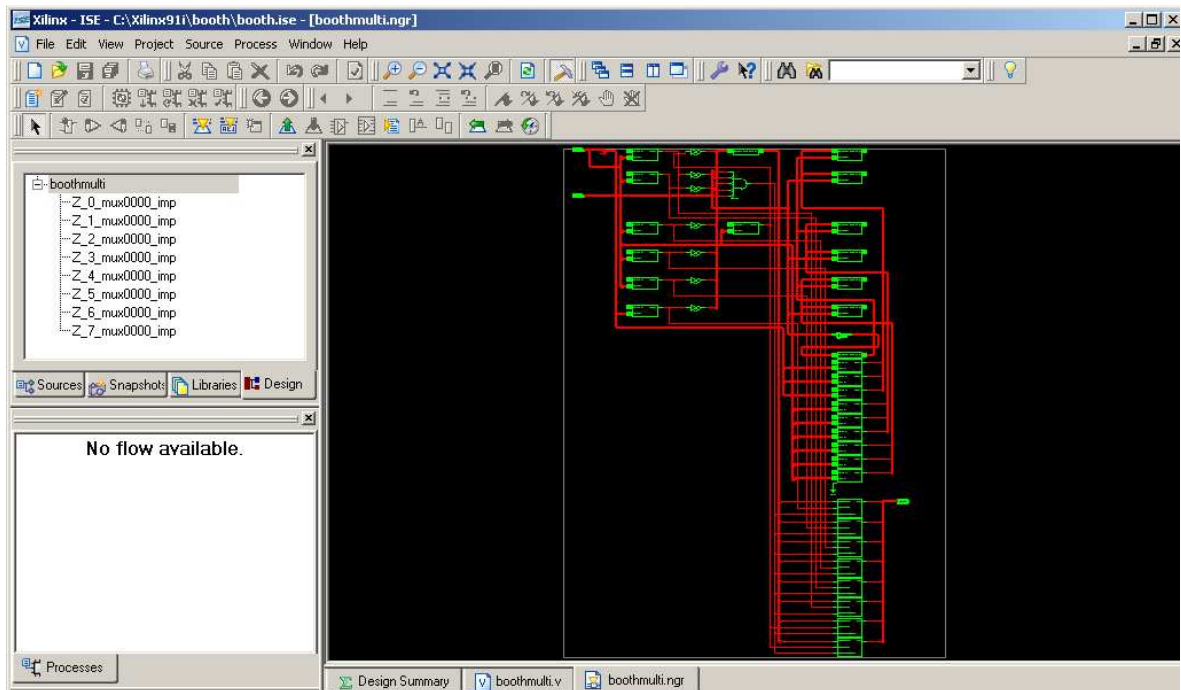 Xilinx - ISE - C:\Xilinx91i\booth\booth.ise - [boothmulti.ngr]
File Edit View Project Source Process Window Help
boothmulti
Z_0_mux0000_imp
Z_1_mux0000_imp
Z_2_mux0000_imp
Z_3_mux0000_imp
Z_4_mux0000_imp
Z_5_mux0000_imp
Z_6_mux0000_imp
Z_7_mux0000_imp
Sources Snapshots Libraries Design
No flow available.
Processes
Design Summary boothmulti.v boothmulti.ngr